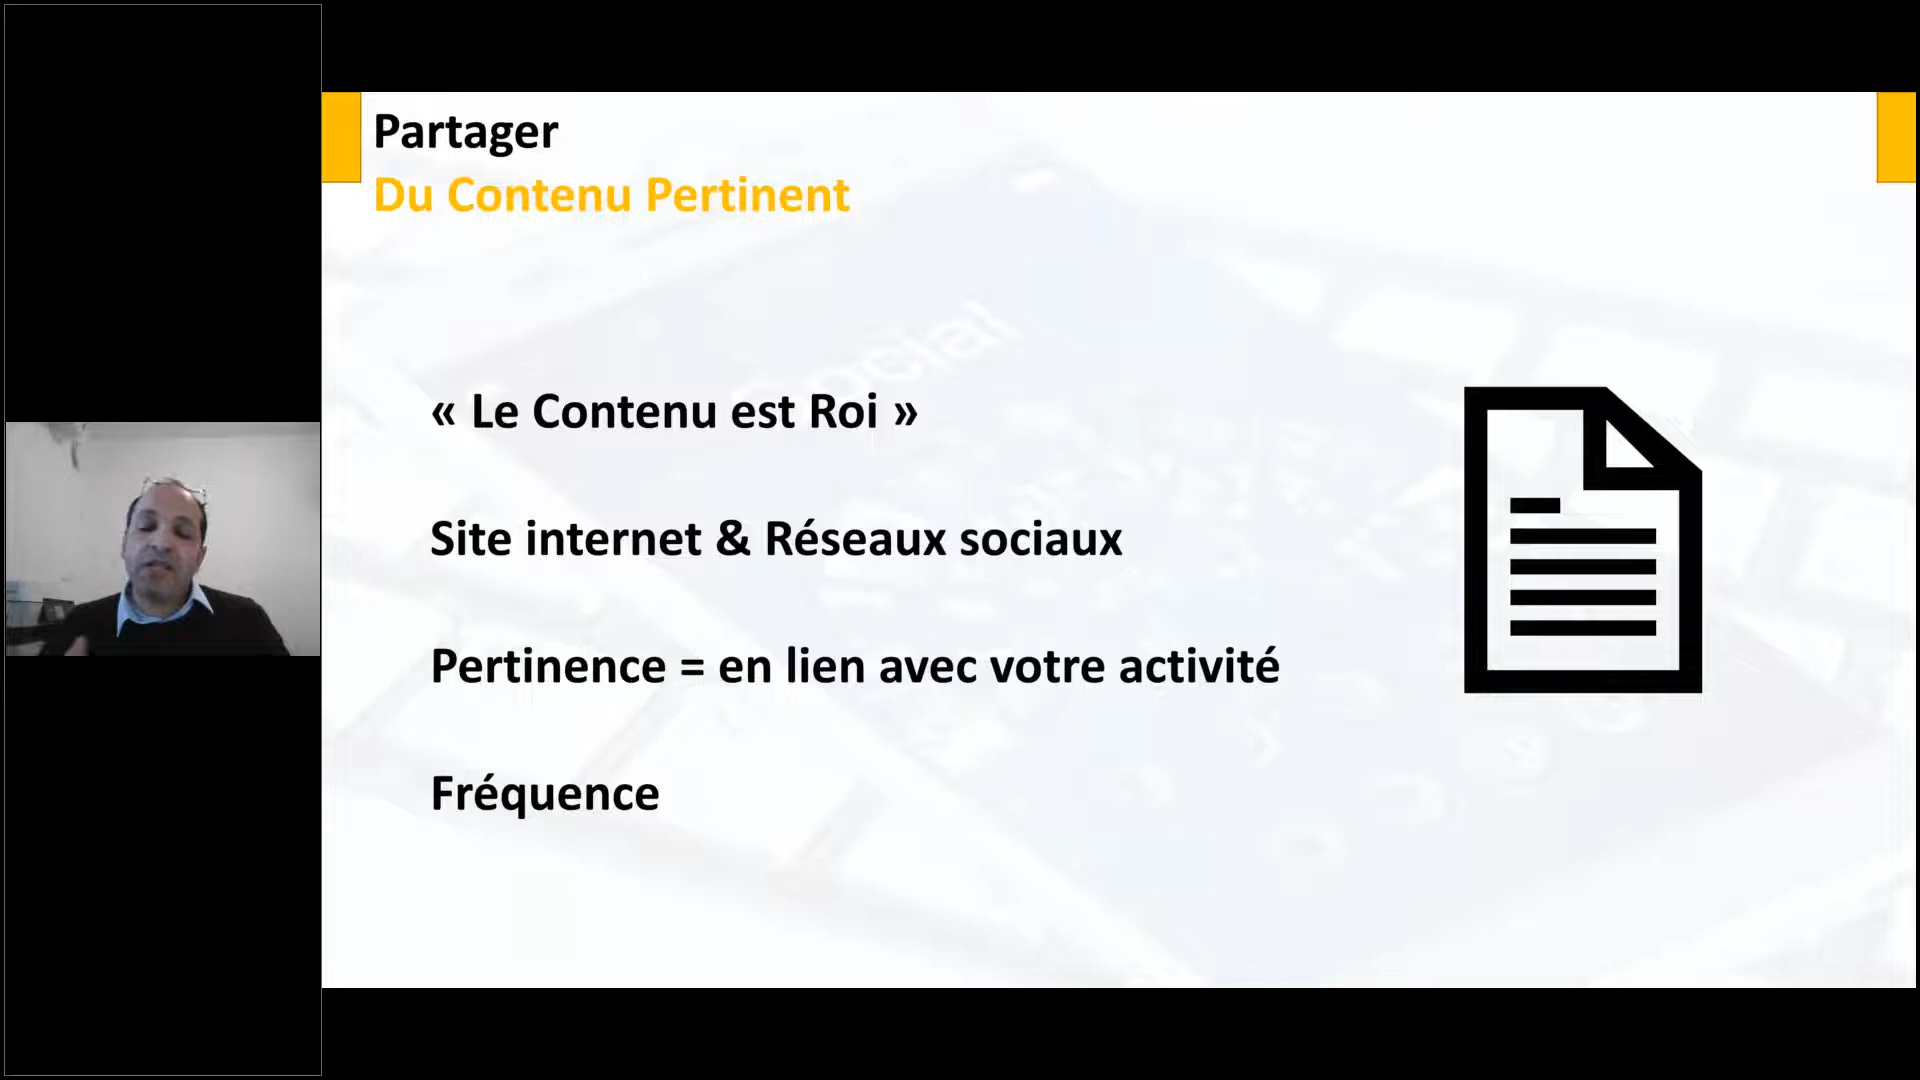 Partager
Du Contenu Pertinent
Social
« Le Contenu est Roi »
Site internet & Réseaux sociaux
Pertinence = en lien avec votre activité
Fréquence